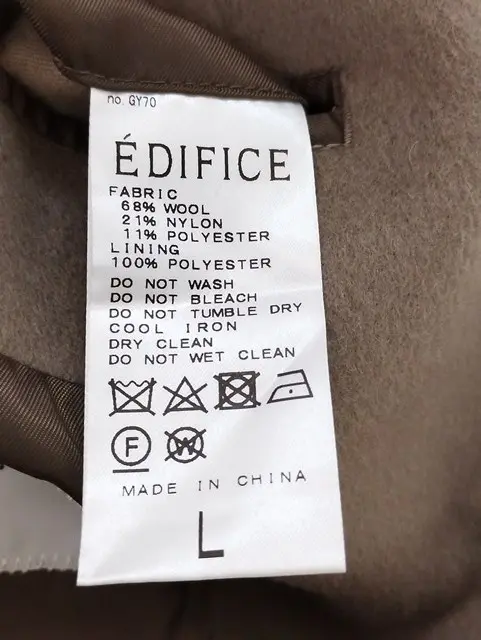 no. GY70
ÉDIFICE
FABRIC
68% WOOL
21% NYLON
11% POLYESTER
LINING
100% POLYESTER
DO NOT WASH
DO NOT BLEACH
DO NOT TUMBLE DRY
COOL IRON
DRY CLEAN
DO NOT WET CLEAN
F W
MADE IN CHINA
L